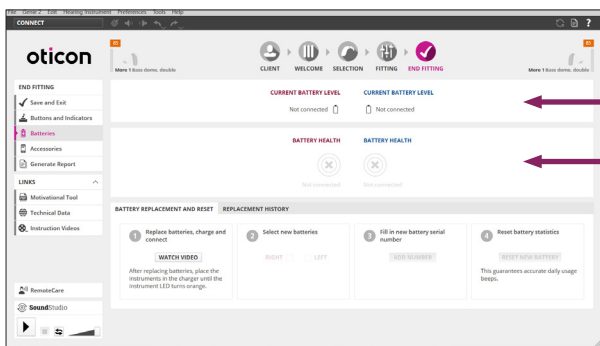 File Genie 2 Edit Hearing Instrument Preferences Tools Help
CONNECT
?
oticon
85
More 1 Bass dome, double
CLIENT WELCOME SELECTION FITTING END FITTING
85
More 1 Bass dome, double
END FITTING
Save and Exit
Buttons and Indicators
Batteries
Accessories
Generate Report
LINKS
Motivational Tool
Technical Data
Instruction Videos
RemoteCare
SoundStudio
CURRENT BATTERY LEVEL CURRENT BATTERY LEVEL
Not connected Not connected
BATTERY HEALTH BATTERY HEALTH
Not connected Not connected
BATTERY REPLACEMENT AND RESET REPLACEMENT HISTORY
1 Replace batteries, charge and
connect
WATCH VIDEO
After replacing batteries, place the
instruments in the charger until the
instrument LED turns orange.
2 Select new batteries
RIGHT LEFT
3 Fill in new battery serial
number
ADD NUMBER
4 Reset battery statistics
RESET NEW BATTERY
This guarantees accurate daily usage
beeps.